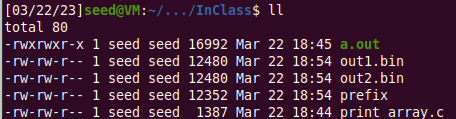 [03/22/23]seed@VM:~/.../InClass$ ll
total 80
-rwxrwxr-x 1 seed seed 16992 Mar 22 18:45 a.out
-rw-rw-r-- 1 seed seed 12480 Mar 22 18:54 out1.bin
-rw-rw-r-- 1 seed seed 12480 Mar 22 18:54 out2.bin
-rw-rw-r-- 1 seed seed 12352 Mar 22 18:54 prefix
-rw-rw-r-- 1 seed seed 1387 Mar 22 18:44 print_array.c